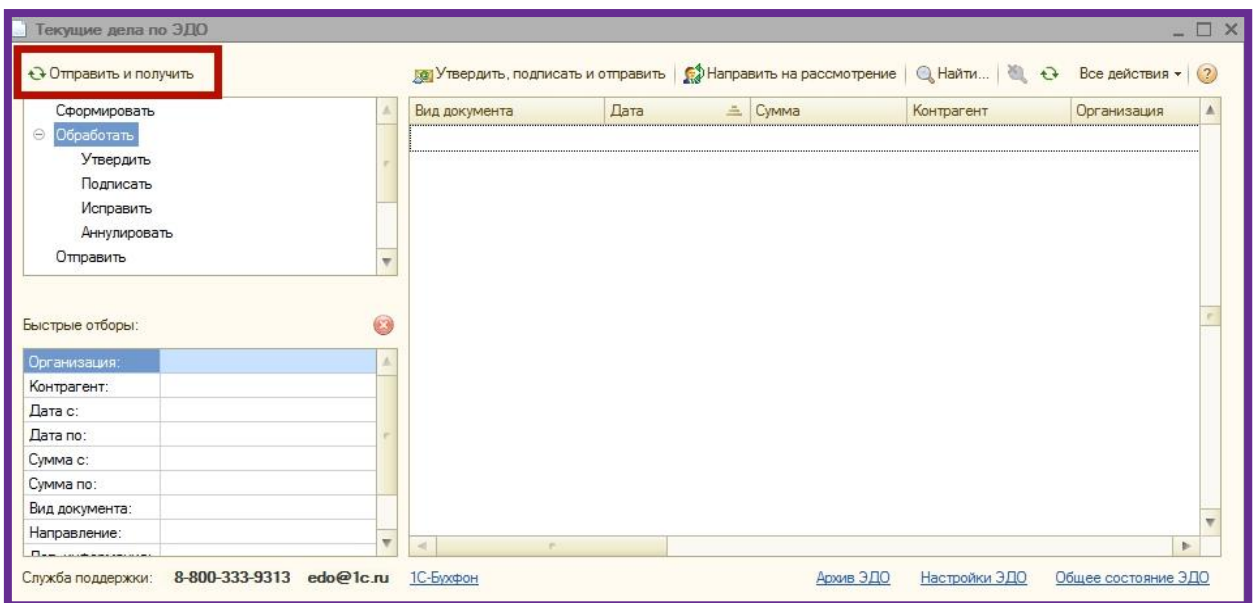 Текущие дела по ЭДО
Отправить и получить
Утвердить, подписать и отправить Направить на рассмотрение Найти... Все действия
Сформировать
Обработать
Утвердить
Подписать
Исправить
Аннулировать
Отправить
Вид документа Дата Сумма Контрагент Организация
Быстрые отборы:
Организация:
Контрагент:
Дата с:
Дата по:
Сумма с:
Сумма по:
Вид документа:
Направление:
Служба поддержки: 8-800-333-9313 edo@1c.ru 1С-Бухфон Архив ЭДО Настройки ЭДО Общее состояние ЭДО